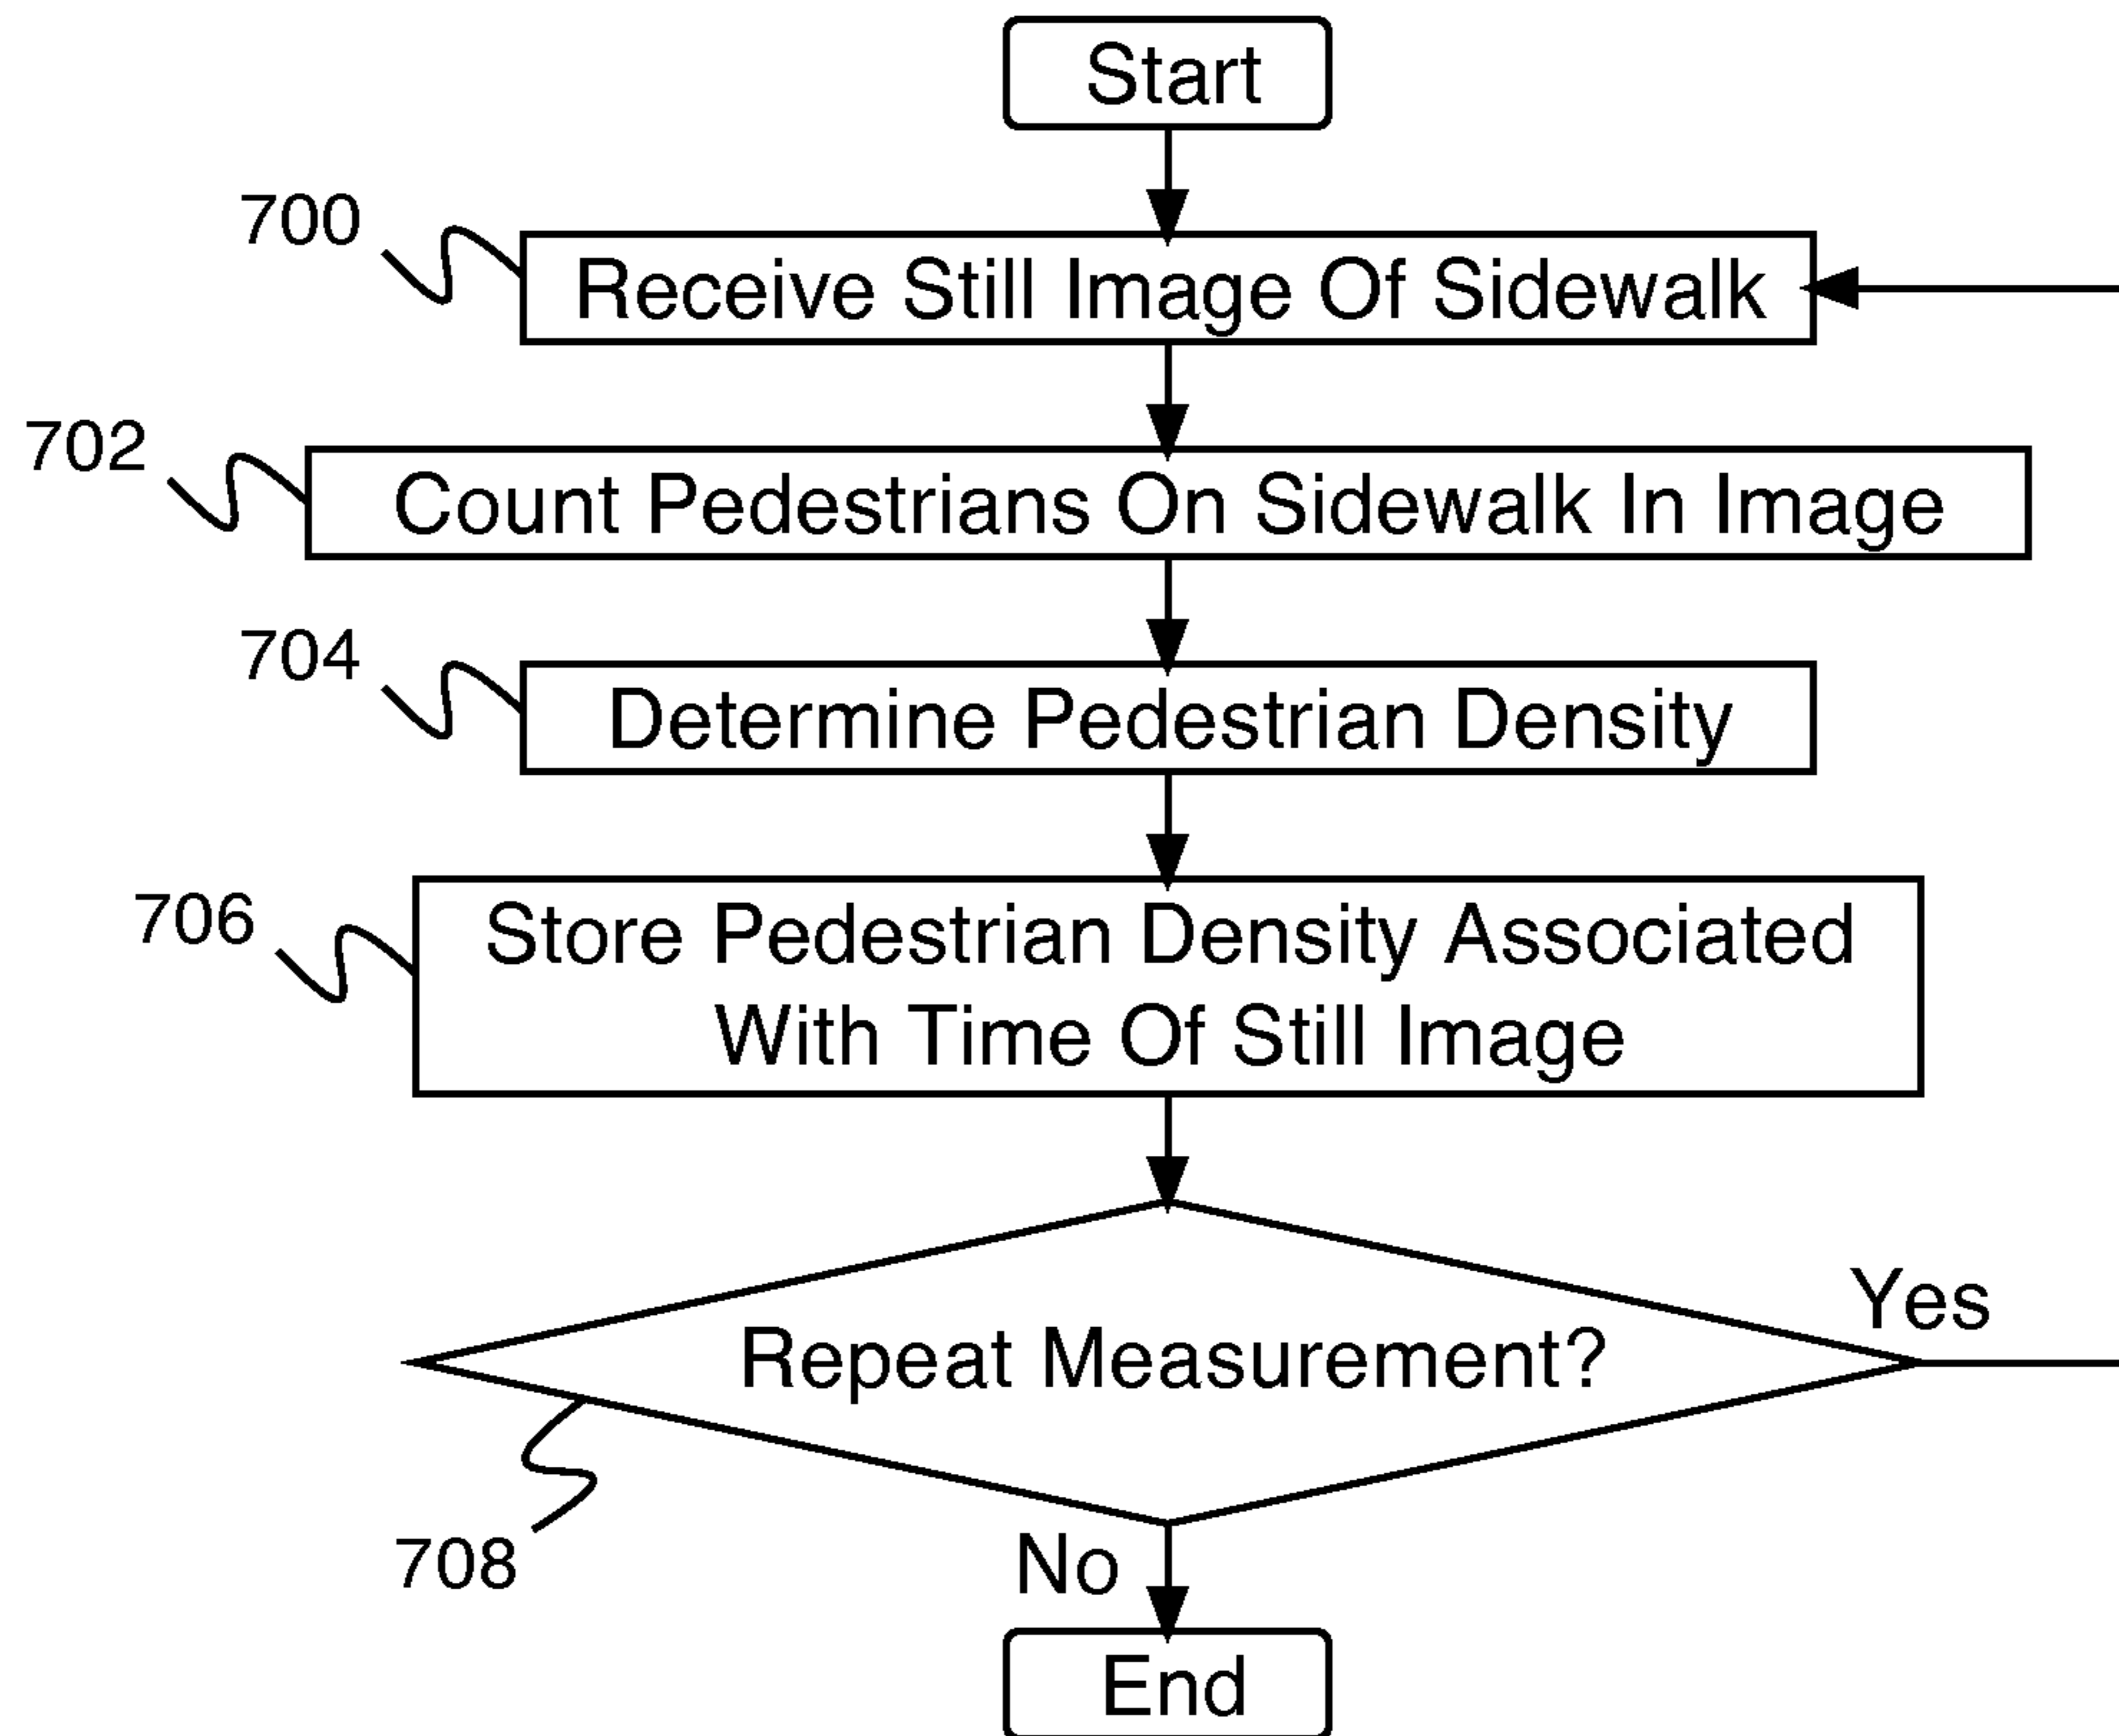 Start
700
Receive Still Image Of Sidewalk
702
Count Pedestrians On Sidewalk In Image
704
Determine Pedestrian Density
706
Store Pedestrian Density Associated
With Time Of Still Image
Yes
Repeat Measurement?
708
No
End